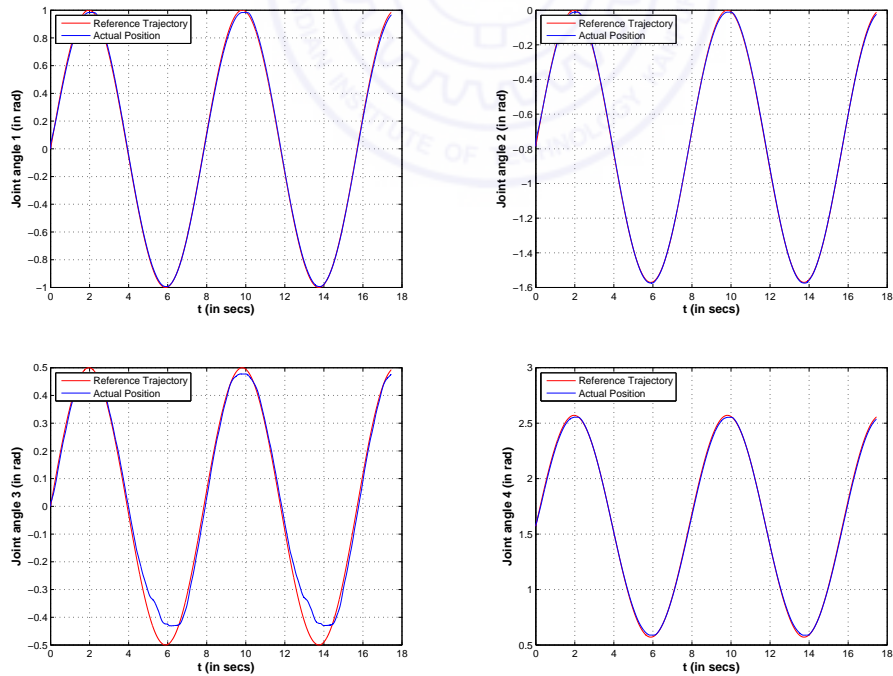 Reference Trajectory
Actual Position
Joint angle 1 (in rad)
1
0.8
0.6
0.4
0.2
0
−0.2
−0.4
−0.6
−0.8
−1
0 2 4 6 8 10 12 14 16 18
t (in secs)
Reference Trajectory
Actual Position
Joint angle 2 (in rad)
0
−0.2
−0.4
−0.6
−0.8
−1
−1.2
−1.4
−1.6
0 2 4 6 8 10 12 14 16 18
t (in secs)
Reference Trajectory
Actual Position
Joint angle 3 (in rad)
0.5
0.4
0.3
0.2
0.1
0
−0.1
−0.2
−0.3
−0.4
−0.5
0 2 4 6 8 10 12 14 16 18
t (in secs)
Reference Trajectory
Actual Position
Joint angle 4 (in rad)
3
2.5
2
1.5
1
0.5
0 2 4 6 8 10 12 14 16 18
t (in secs)
INSTITUTE OF TECHNOLOGY